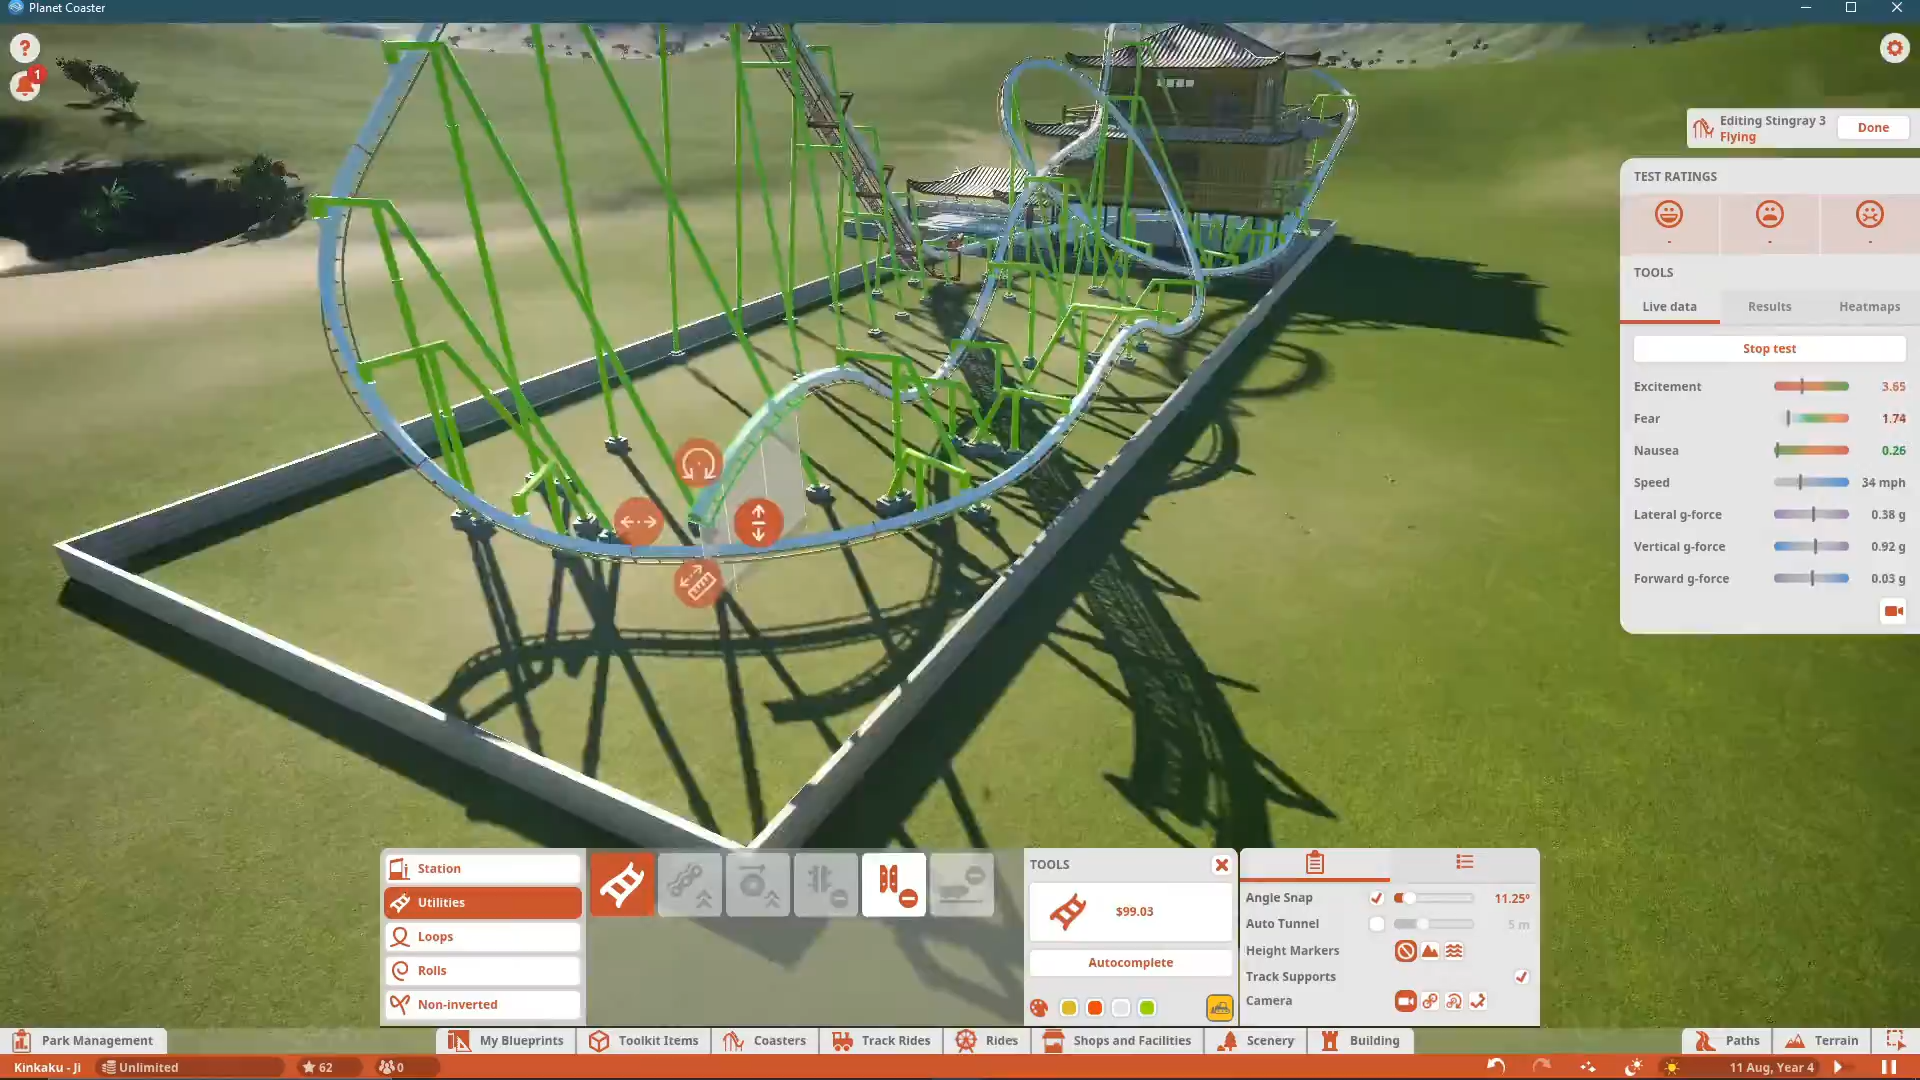 Planet Coaster
?
1
Editing Stingray 3
Flying
Done
TEST RATINGS
- - -
TOOLS
Live data Results Heatmaps
Stop test
Excitement 3.65
Fear 1.74
Nausea 0.26
Speed 34 mph
Lateral g-force 0.38 g
Vertical g-force 0.92 g
Forward g-force 0.03 g
Station
Utilities
Loops
Rolls
Non-inverted
TOOLS
$99.03
Autocomplete
Angle Snap 11.25°
Auto Tunnel 5 m
Height Markers
Track Supports
Camera
Park Management My Blueprints Toolkit Items Coasters Track Rides Rides Shops and Facilities Scenery Building Paths Terrain
Kinkaku - Ji Unlimited 62 0 11 Aug, Year 4